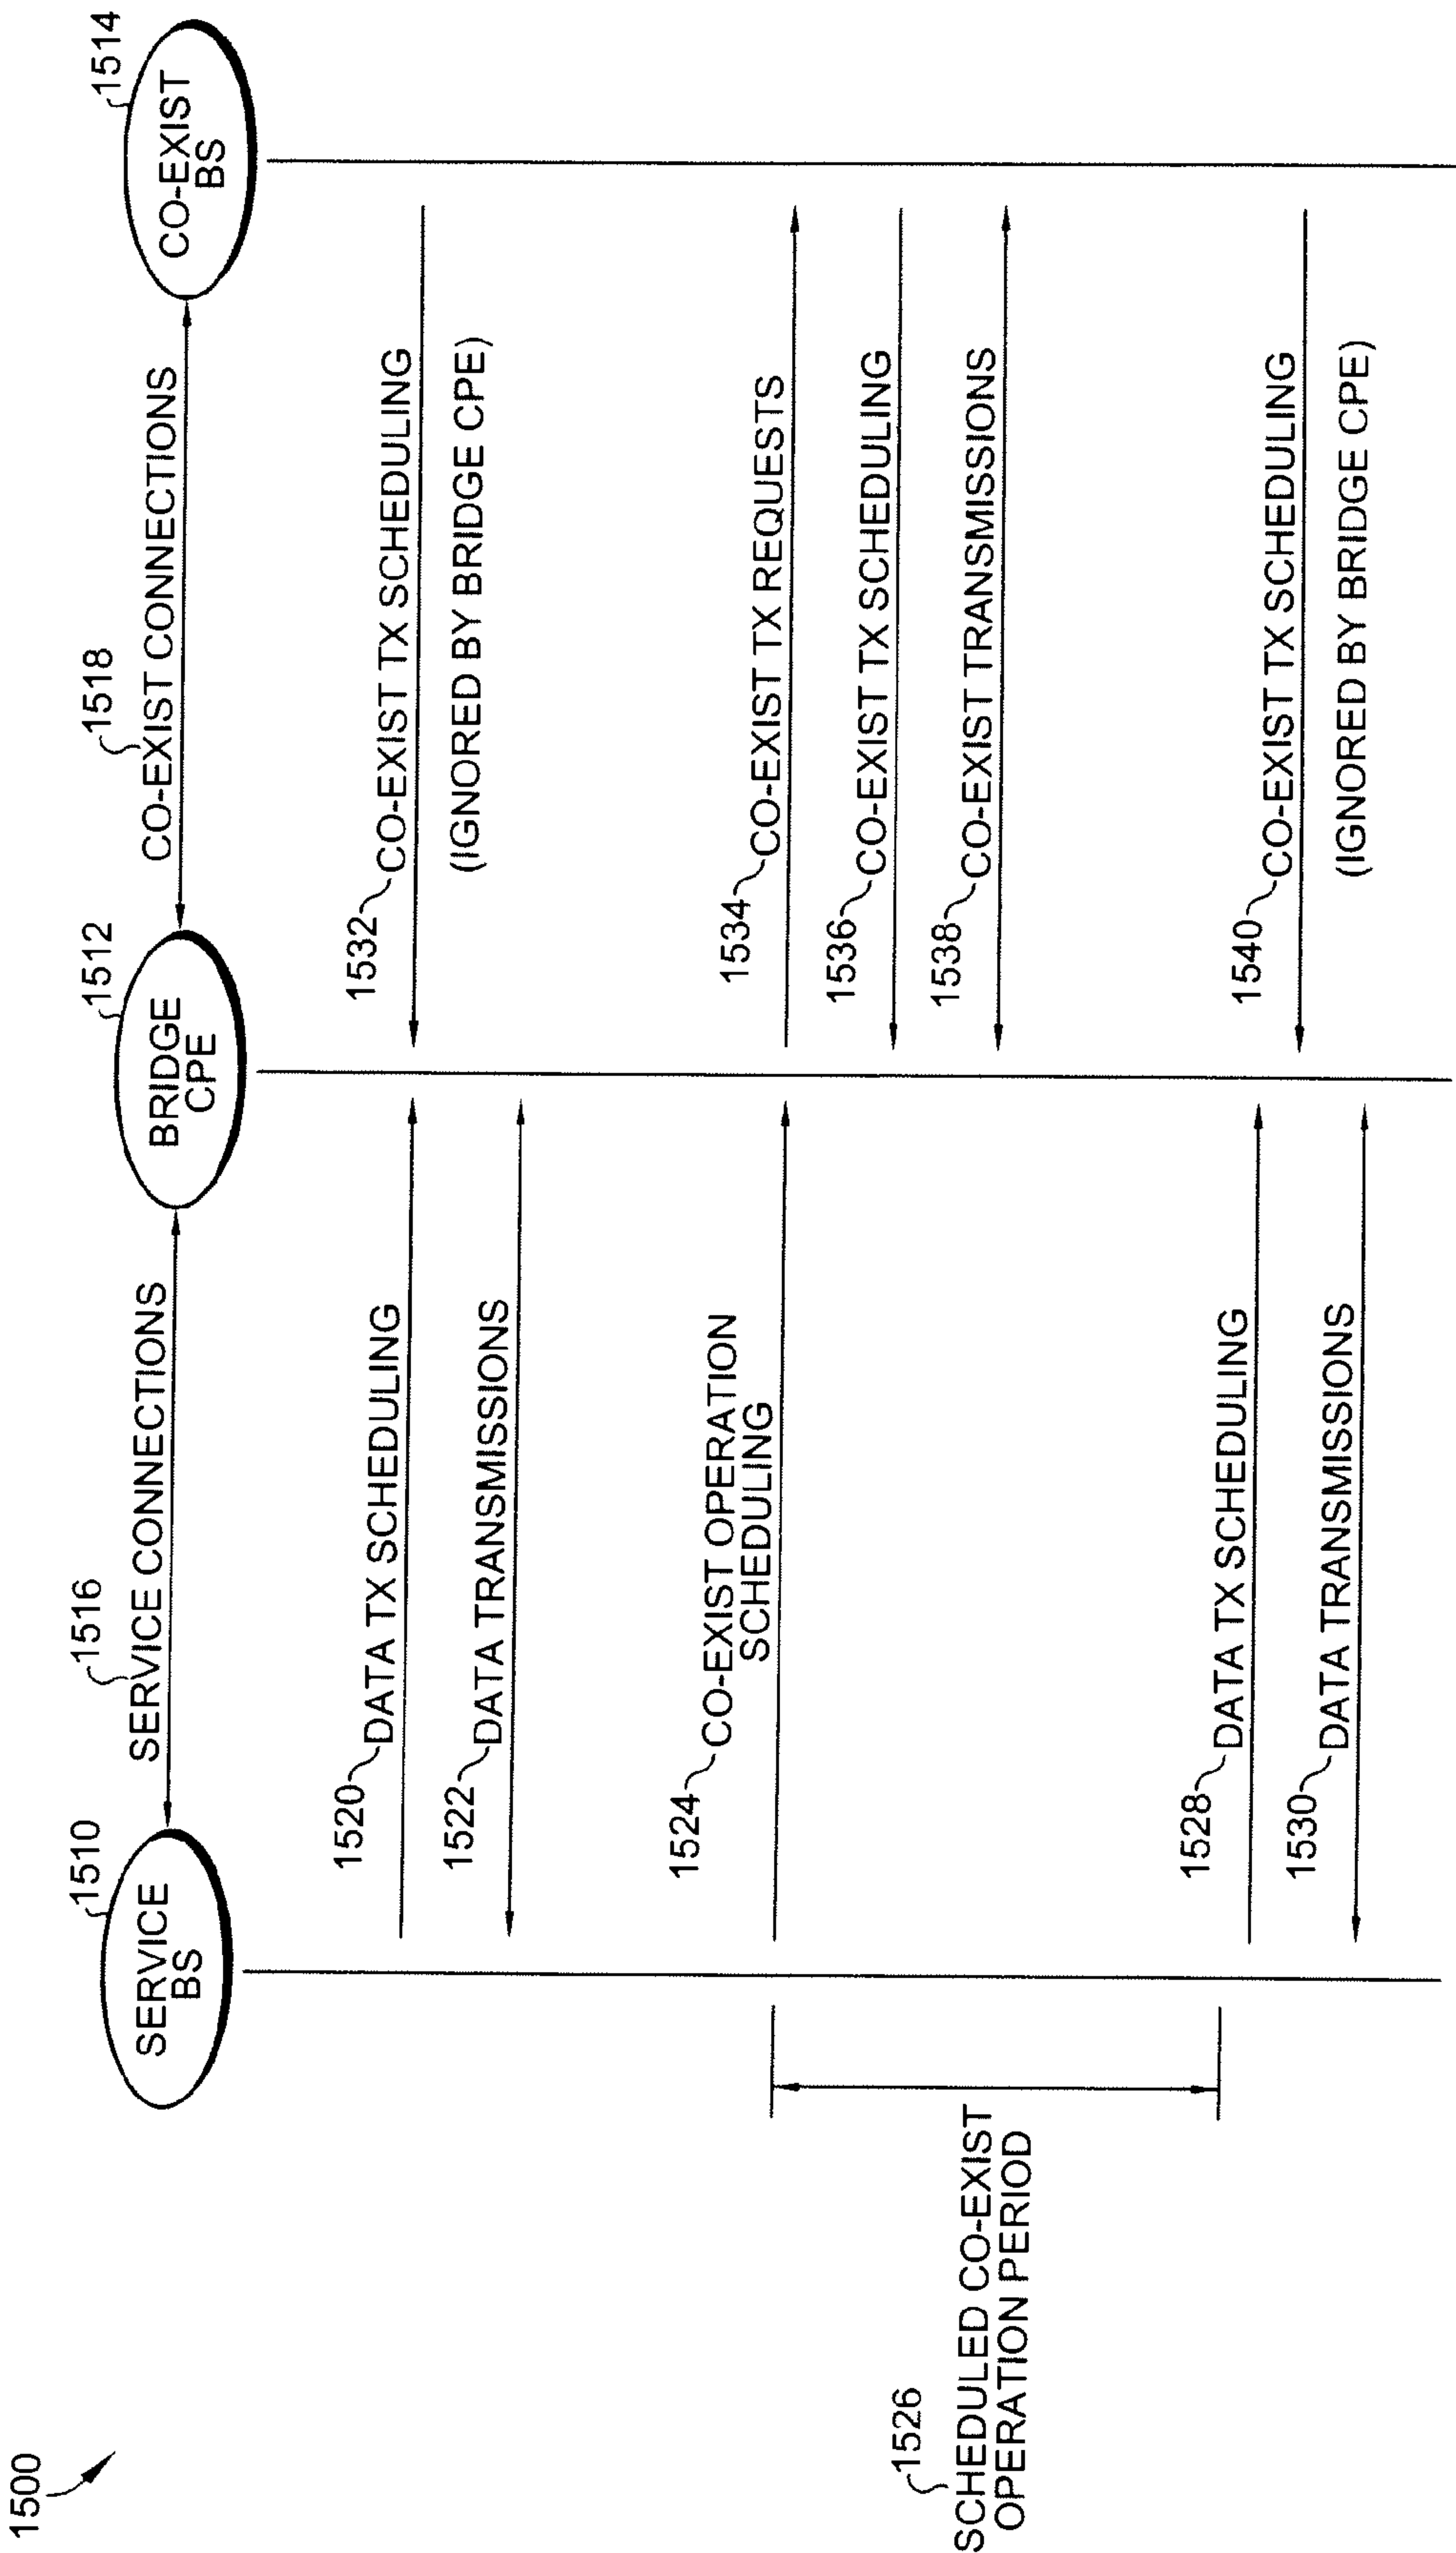 1500
1510
SERVICE
BS
1516
SERVICE CONNECTIONS
1512
BRIDGE
CPE
1518
CO-EXIST CONNECTIONS
1514
CO-EXIST
BS
1520
DATA TX SCHEDULING
1532
CO-EXIST TX SCHEDULING
(IGNORED BY BRIDGE CPE)
1522
DATA TRANSMISSIONS
1524
CO-EXIST OPERATION
SCHEDULING
1534
CO-EXIST TX REQUESTS
1536
CO-EXIST TX SCHEDULING
1526
SCHEDULED CO-EXIST
OPERATION PERIOD
1538
CO-EXIST TRANSMISSIONS
1528
DATA TX SCHEDULING
1540
CO-EXIST TX SCHEDULING
(IGNORED BY BRIDGE CPE)
1530
DATA TRANSMISSIONS